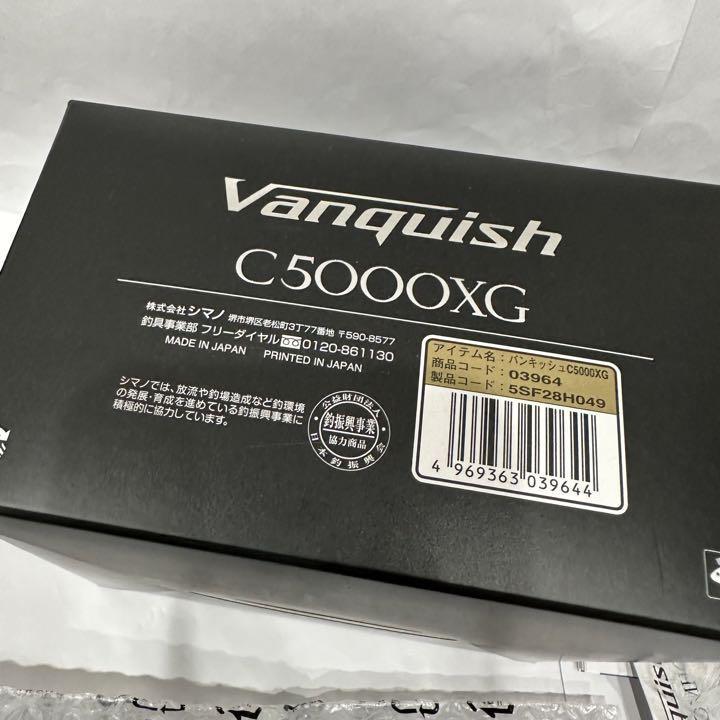 Vanquish
C5000XG
株式会社 シマノ 堺市堺区老松町3丁77番地 〒590-8577
釣具事業部 フリーダイヤル 0120-861130
MADE IN JAPAN PRINTED IN JAPAN
シマノでは、放流や釣場造成など釣環境
の発展・育成を進めている釣振興事業に
積極的に協力しています。
公益財団法人
釣振興事業
協力商品
日本釣振興会
アイテム名：バンキッシュC5000XG
商品コード：03964
製品コード：5SF28H049
4 969363 039644
quish